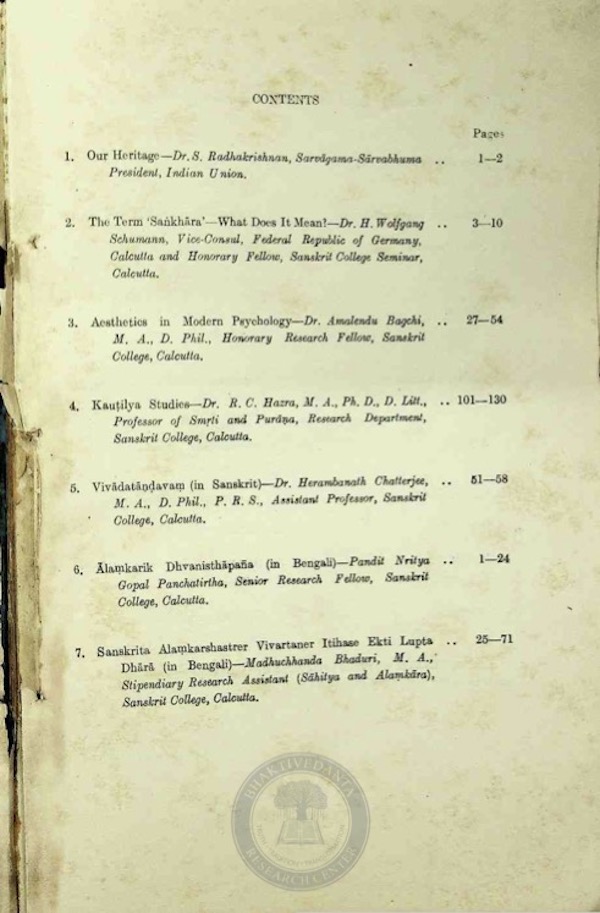 CONTENTS
Pages
1. Our Heritage—Dr. S. Radhakrishnan, Sarvāgama-Sārvabhuma .. 1—2
President, Indian Union.
2. The Term ‘Saṅkhāra’—What Does It Mean?—Dr. H. Wolfgang .. 3—10
Schumann, Vice-Consul, Federal Republic of Germany,
Calcutta and Honorary Fellow, Sanskrit College Seminar,
Calcutta.
3. Aesthetics in Modern Psychology—Dr. Amalendu Bagchi, .. 27—54
M. A., D. Phil., Honorary Research Fellow, Sanskrit
College, Calcutta.
4. Kauṭilya Studies—Dr. R. C. Hazra, M. A., Ph. D., D. Litt., .. 101—130
Professor of Smṛti and Purāṇa, Research Department,
Sanskrit College, Calcutta.
5. Vivādatāṇḍavaṃ (in Sanskrit)—Dr. Herambanath Chatterjee, .. 51—58
M. A., D. Phil., P. R. S., Assistant Professor, Sanskrit
College, Calcutta.
6. Ālaṃkarik Dhvanisthāpaña (in Bengali)—Pandit Nritya .. 1—24
Gopal Panchatirtha, Senior Research Fellow, Sanskrit
College, Calcutta.
7. Sanskrita Alaṃkarshastrer Vivartaner Itihase Ekti Lupta .. 25—71
Dhārā (in Bengali)—Madhuchhanda Bhaduri, M. A.,
Stipendiary Research Assistant (Sāhitya and Alaṃkāra),
Sanskrit College, Calcutta.
BHAKTIVEDANTA
RESEARCH CENTER